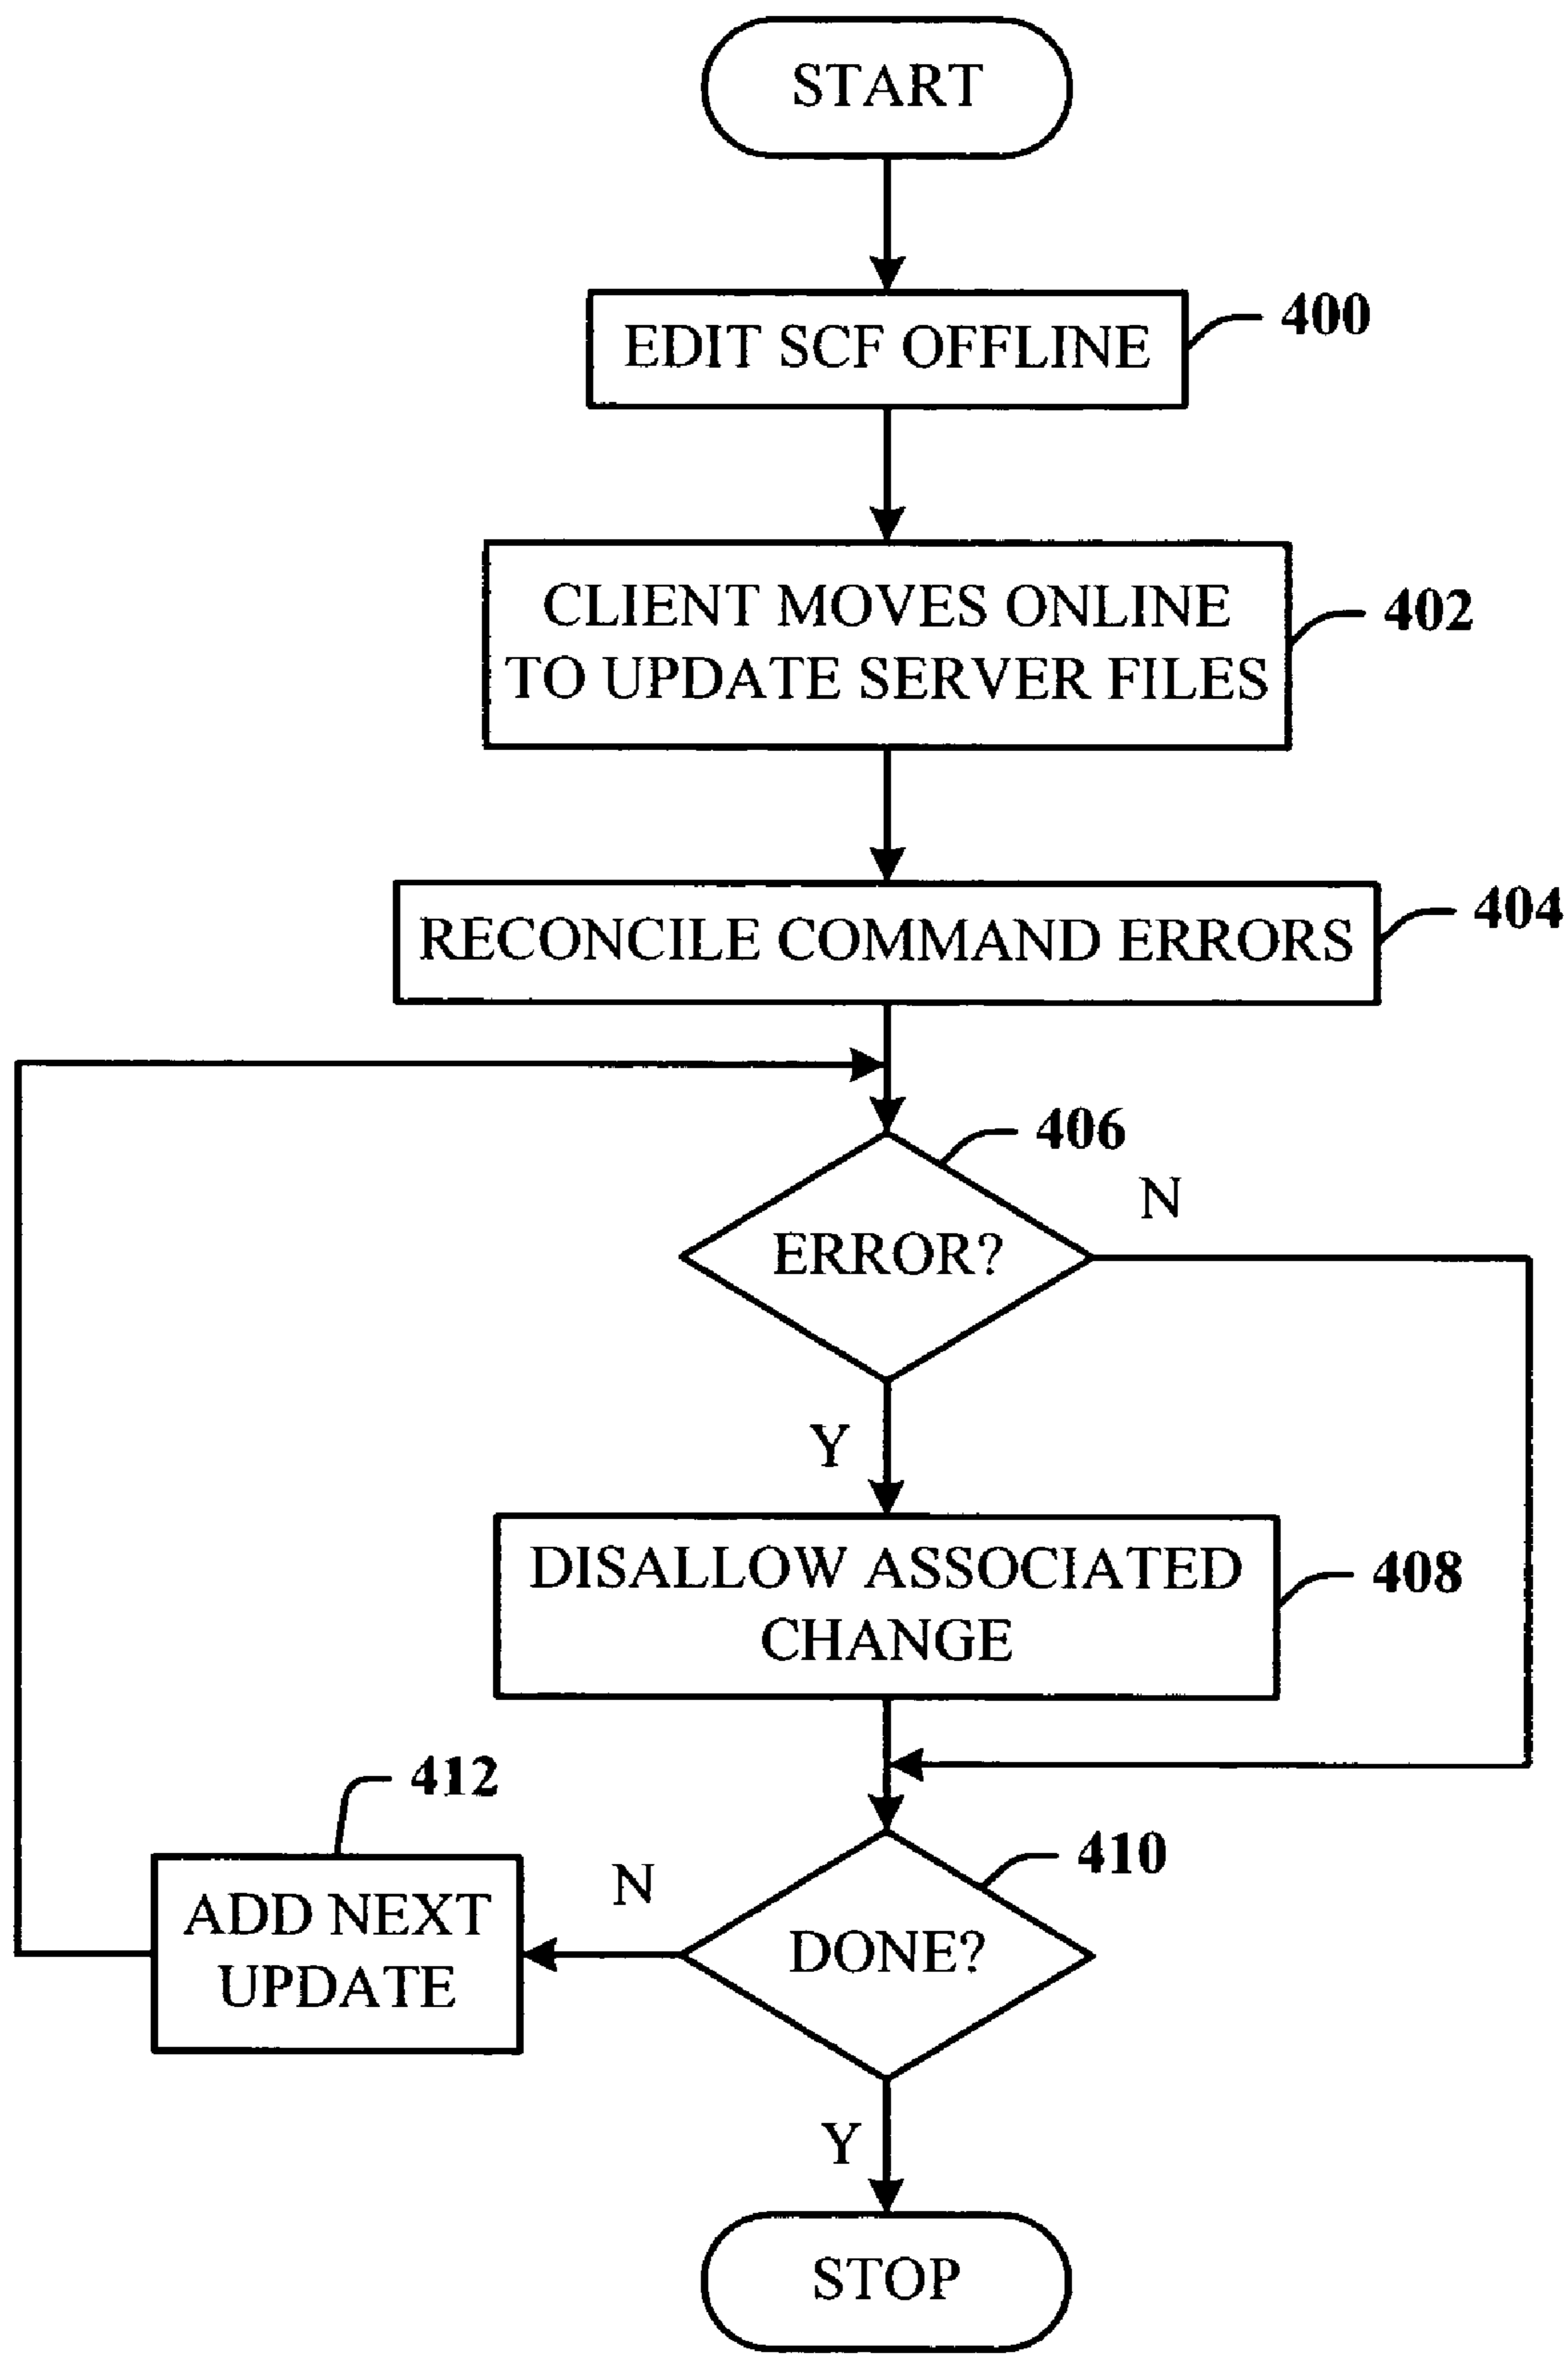 START
EDIT SCF OFFLINE
400
CLIENT MOVES ONLINE
TO UPDATE SERVER FILES
402
RECONCILE COMMAND ERRORS
404
406
N
ERROR?
Y
DISALLOW ASSOCIATED
CHANGE
408
412
410
N
ADD NEXT
UPDATE
DONE?
Y
STOP